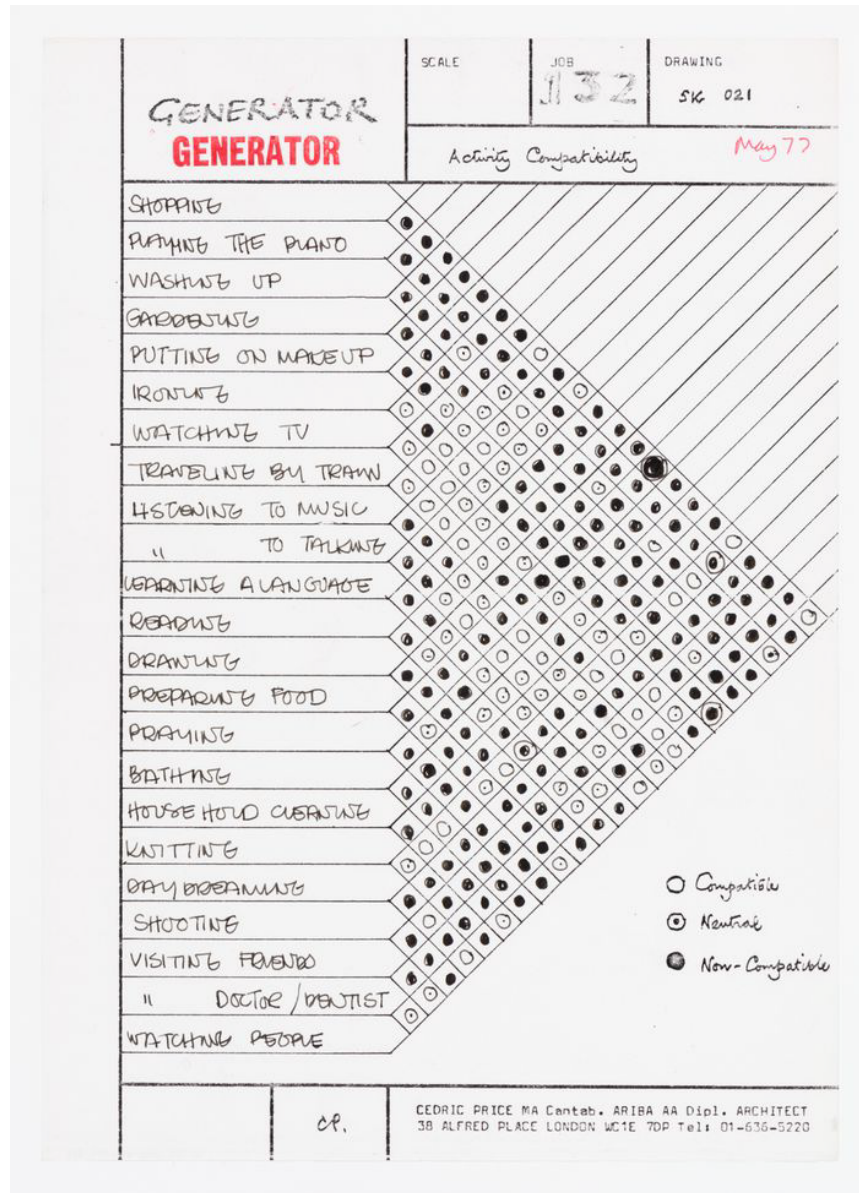 SCALE
JOB
DRAWING
GENERATOR
132
SK 021
GENERATOR
Activity Compatibility
May 77
SHOPPING
PLAYING THE PIANO
WASHING UP
GARDENING
PUTTING ON MAKEUP
IRONING
WATCHING TV
TRAVELING BY TRAIN
LISTENING TO MUSIC
" TO TALKING
LEARNING A LANGUAGE
READING
DRAWING
PREPARING FOOD
PRAYING
BATHING
HOUSEHOLD CLEANING
KNITTING
DAYDREAMING
SHOOTING
VISITING FRIENDS
" DOCTOR/DENTIST
WATCHING PEOPLE
Compatible
Neutral
Non-Compatible
CP.
CEDRIC PRICE MA Cantab. ARIBA AA Dipl. ARCHITECT
38 ALFRED PLACE LONDON WC1E 7DP Tel: 01-636-5220